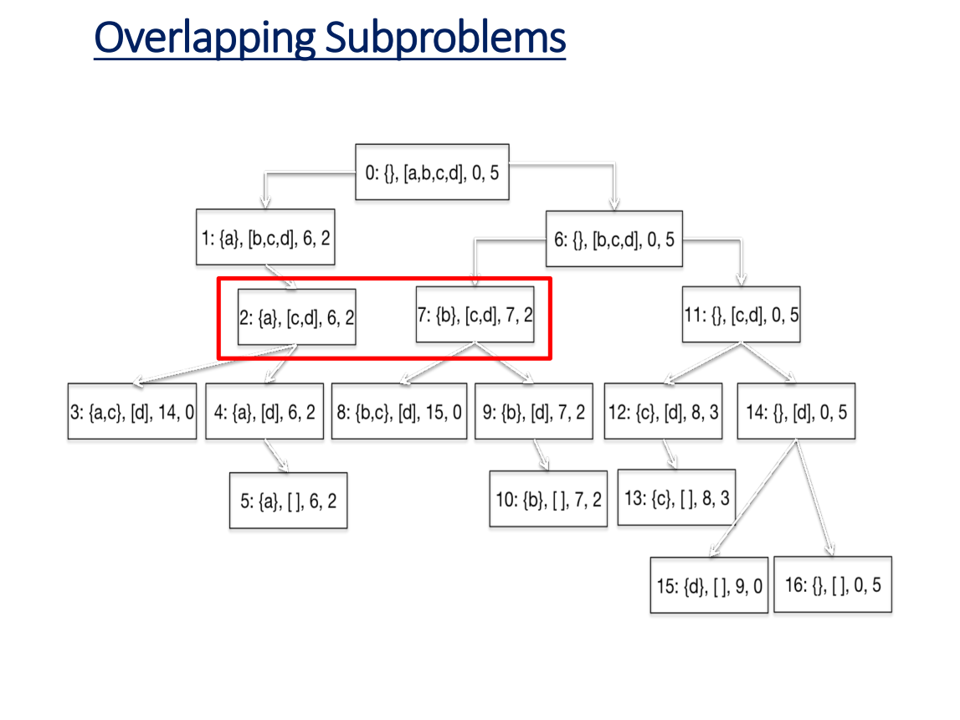 Overlapping Subproblems
0: {}, [a,b,c,d], 0, 5
1: {a}, [b,c,d], 6, 2
6: {}, [b,c,d], 0, 5
2: {a}, [c,d], 6, 2
7: {b}, [c,d], 7, 2
11: {}, [c,d], 0, 5
3: {a,c}, [d], 14, 0
4: {a}, [d], 6, 2
8: {b,c}, [d], 15, 0
9: {b}, [d], 7, 2
12: {c}, [d], 8, 3
14: {}, [d], 0, 5
5: {a}, [ ], 6, 2
10: {b}, [ ], 7, 2
13: {c}, [ ], 8, 3
15: {d}, [ ], 9, 0
16: {}, [ ], 0, 5